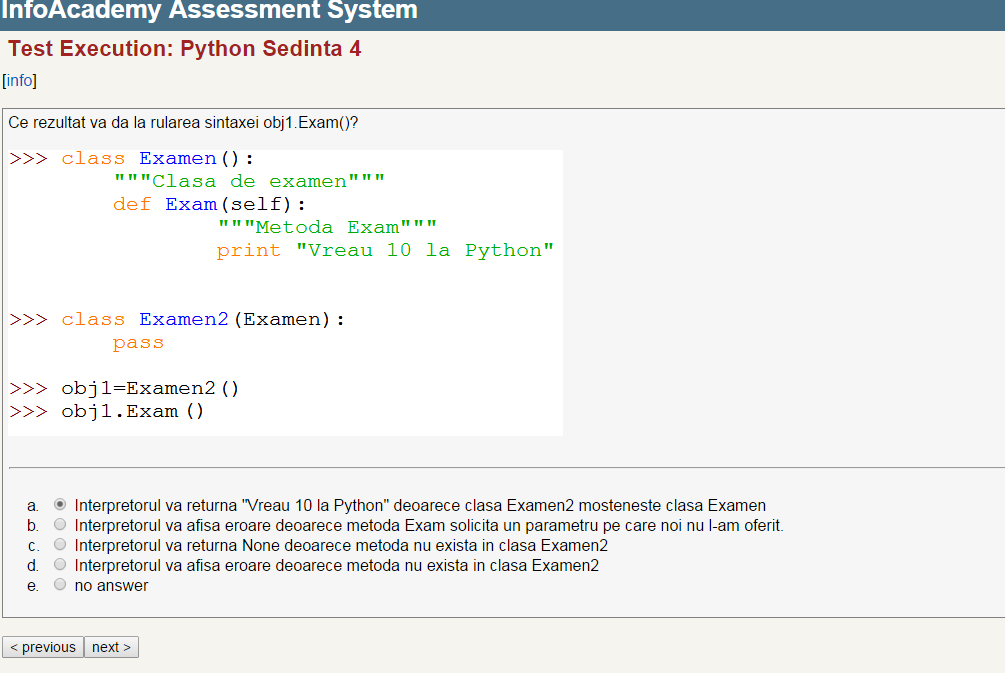 InfoAcademy Assessment System
Test Execution: Python Sedinta 4
[info]
Ce rezultat va da la rularea sintaxei obj1.Exam()?
>>> class Examen():
"""Clasa de examen"""
def Exam(self):
"""Metoda Exam"""
print "Vreau 10 la Python"
>>> class Examen2(Examen):
pass
>>> obj1=Examen2()
>>> obj1.Exam()
a. Interpretorul va returna "Vreau 10 la Python" deoarece clasa Examen2 mosteneste clasa Examen
b. Interpretorul va afisa eroare deoarece metoda Exam solicita un parametru pe care noi nu l-am oferit.
c. Interpretorul va returna None deoarece metoda nu exista in clasa Examen2
d. Interpretorul va afisa eroare deoarece metoda nu exista in clasa Examen2
e. no answer
< previous next >